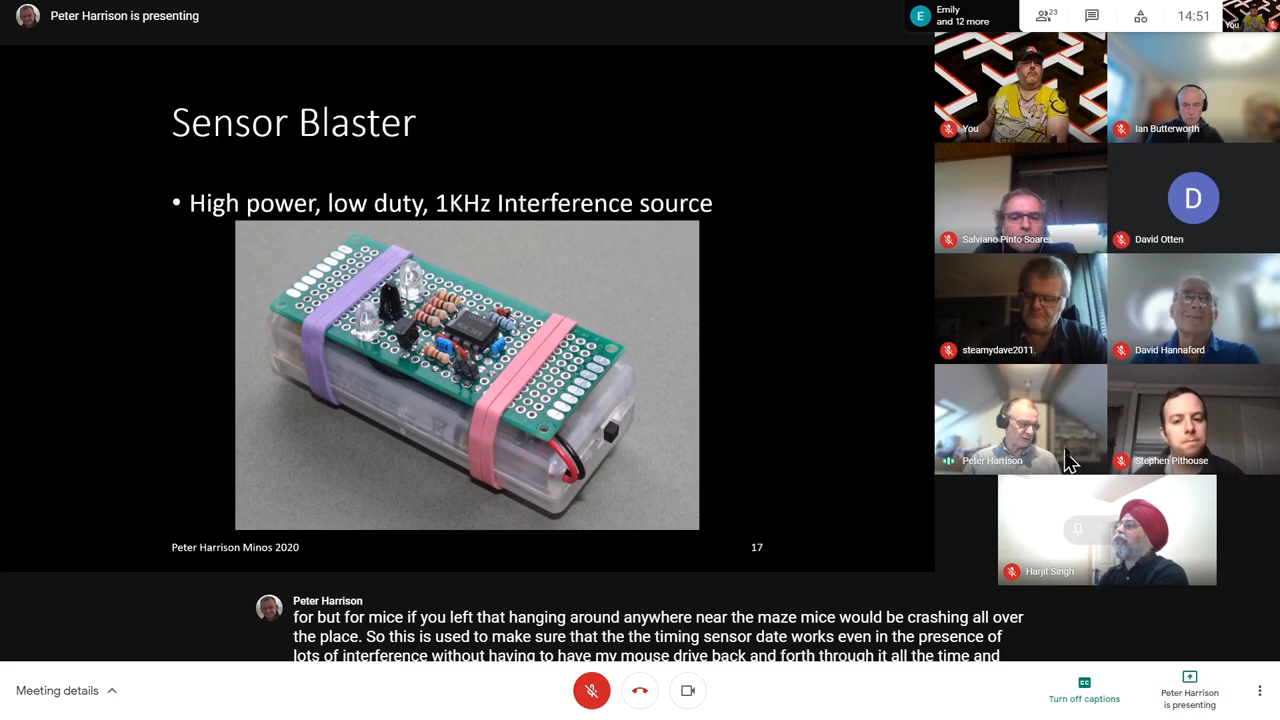 Peter Harrison is presenting
E
Emily
and 12 more
23
14:51
You
Sensor Blaster
• High power, low duty, 1KHz Interference source
Peter Harrison Minos 2020
17
You
Ian Butterworth
Salviano Pinto Soares
D
David Otten
steamydave2011.
David Hannaford
Peter Harrison
Stephen Pithouse
Harjit Singh
Peter Harrison
for but for mice if you left that hanging around anywhere near the maze mice would be crashing all over
the place. So this is used to make sure that the the timing sensor date works even in the presence of
lots of interference without having to have my mouse drive back and forth through it all the time and
Meeting details
Turn off captions
Peter Harrison
is presenting